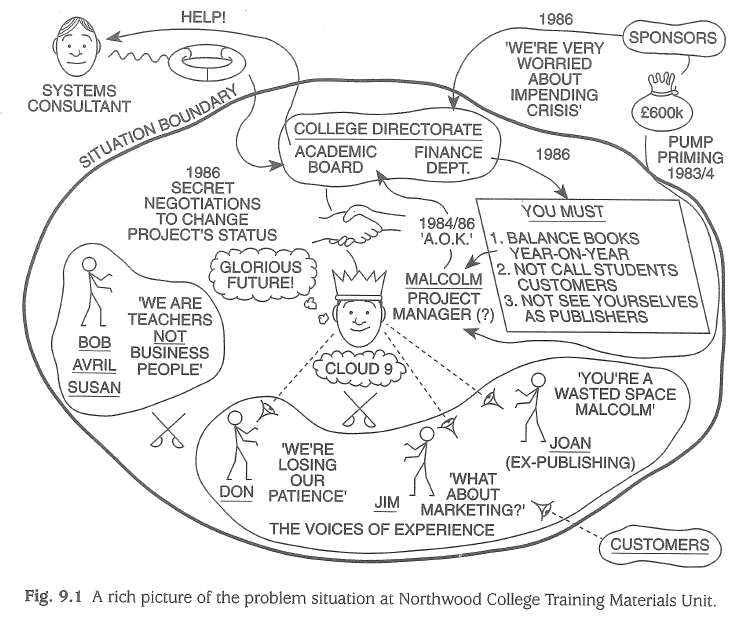 HELP!
SYSTEMS
CONSULTANT
SITUATION BOUNDARY
1986
'WE'RE VERY
WORRIED
ABOUT
IMPENDING
CRISIS'
SPONSORS
£600k
PUMP
PRIMING
1983/4
COLLEGE DIRECTORATE
ACADEMIC
BOARD
FINANCE
DEPT.
1986
1986
SECRET
NEGOTIATIONS
TO CHANGE
PROJECT'S STATUS
1984/86
'A.O.K.'
YOU MUST
1. BALANCE BOOKS
YEAR-ON-YEAR
2. NOT CALL STUDENTS
CUSTOMERS
3. NOT SEE YOURSELVES
AS PUBLISHERS
GLORIOUS
FUTURE!
MALCOLM
PROJECT
MANAGER (?)
CLOUD 9
'WE ARE
TEACHERS
NOT
BUSINESS
PEOPLE'
BOB
AVRIL
SUSAN
'YOU'RE A
WASTED SPACE
MALCOLM'
JOAN
(EX-PUBLISHING)
DON
'WE'RE
LOSING
OUR
PATIENCE'
JIM
'WHAT
ABOUT
MARKETING?'
THE VOICES OF EXPERIENCE
CUSTOMERS
Fig. 9.1 A rich picture of the problem situation at Northwood College Training Materials Unit.